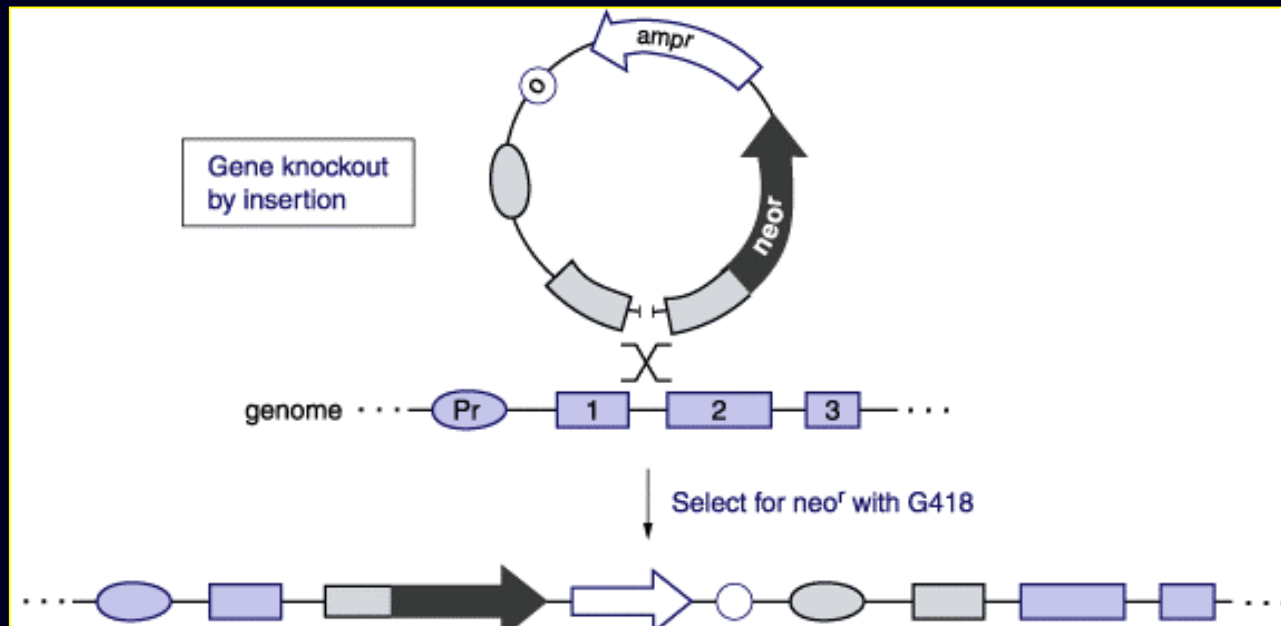 ampr
o
Gene knockout
by insertion
neor
genome
Pr
1
2
3
Select for neoʳ with G418